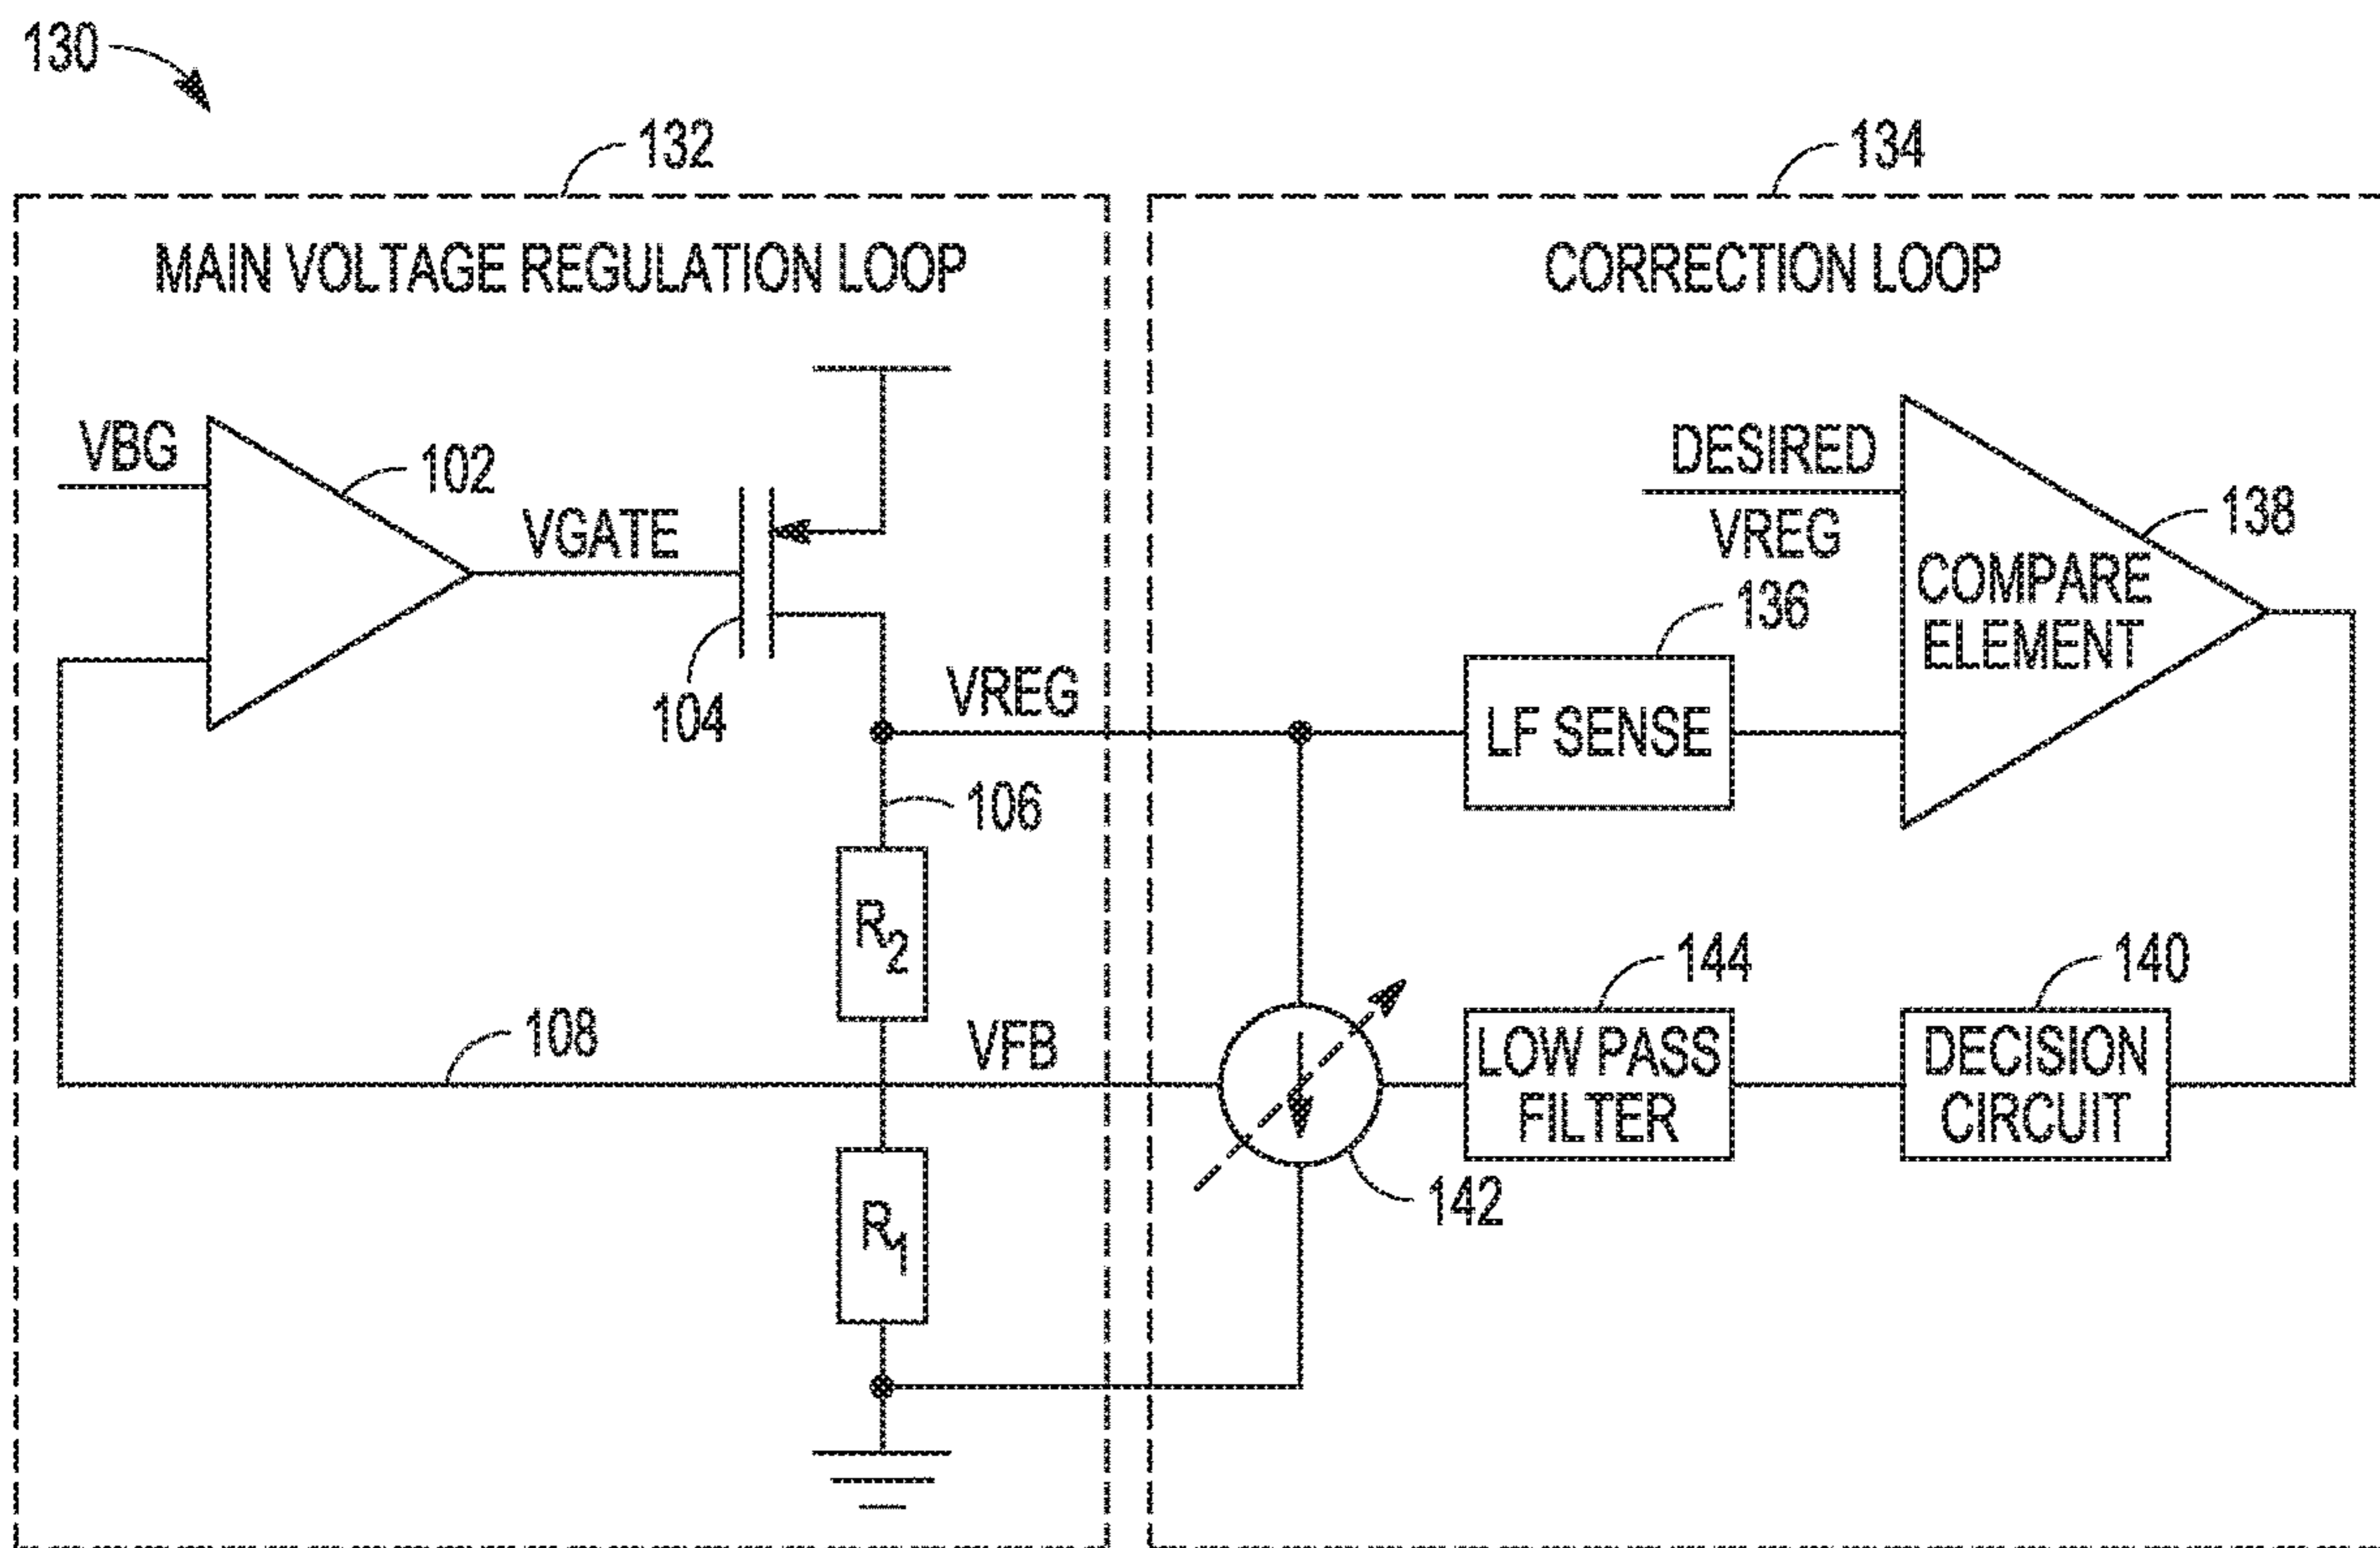 130
132
134
MAIN VOLTAGE REGULATION LOOP
CORRECTION LOOP
VBG
102
VGATE
104
VREG
106
R2
108
VFB
R1
DESIRED
VREG
138
COMPARE
ELEMENT
136
LF SENSE
144
140
LOW PASS
FILTER
DECISION
CIRCUIT
142